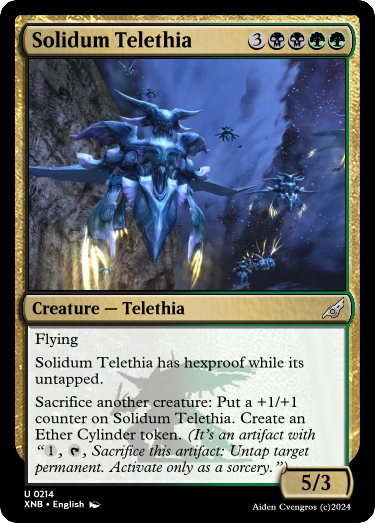 Solidum Telethia 3
Creature — Telethia
Flying
Solidum Telethia has hexproof while its
untapped.
Sacrifice another creature: Put a +1/+1
counter on Solidum Telethia. Create an
Ether Cylinder token. (It's an artifact with
"1, , Sacrifice this artifact: Untap target
permanent. Activate only as a sorcery.")
5/3
U 0214
XNB • English Aiden Cvengros (c)2024